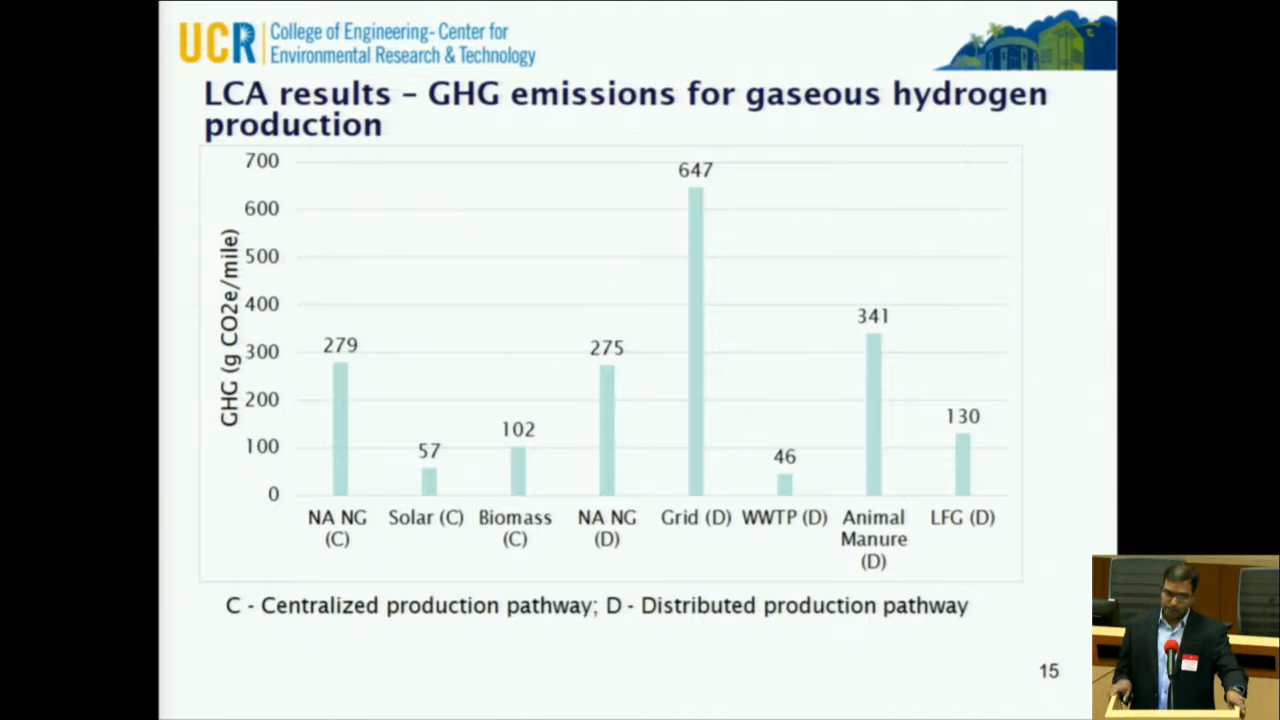 UCR College of Engineering- Center for
Environmental Research & Technology
LCA results – GHG emissions for gaseous hydrogen
production
GHG (g CO2e/mile)
700
600
500
400
300
200
100
0
279
57
102
275
647
46
341
130
NA NG
(C)
Solar (C)
Biomass
(C)
NA NG
(D)
Grid (D)
WWTP (D)
Animal
Manure
(D)
LFG (D)
C - Centralized production pathway; D - Distributed production pathway
15